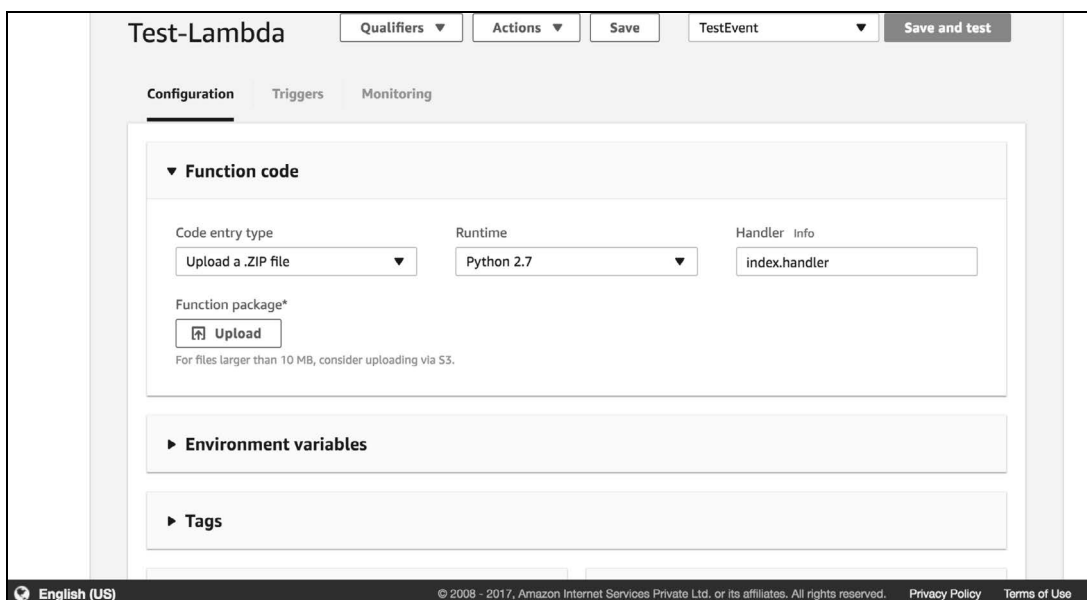 Test-Lambda Qualifiers Actions Save TestEvent Save and test
Configuration Triggers Monitoring
Function code
Code entry type Runtime Handler Info
Upload a .ZIP file Python 2.7 index.handler
Function package*
Upload
For files larger than 10 MB, consider uploading via S3.
Environment variables
Tags
English (US) © 2008 - 2017, Amazon Internet Services Private Ltd. or its affiliates. All rights reserved. Privacy Policy Terms of Use